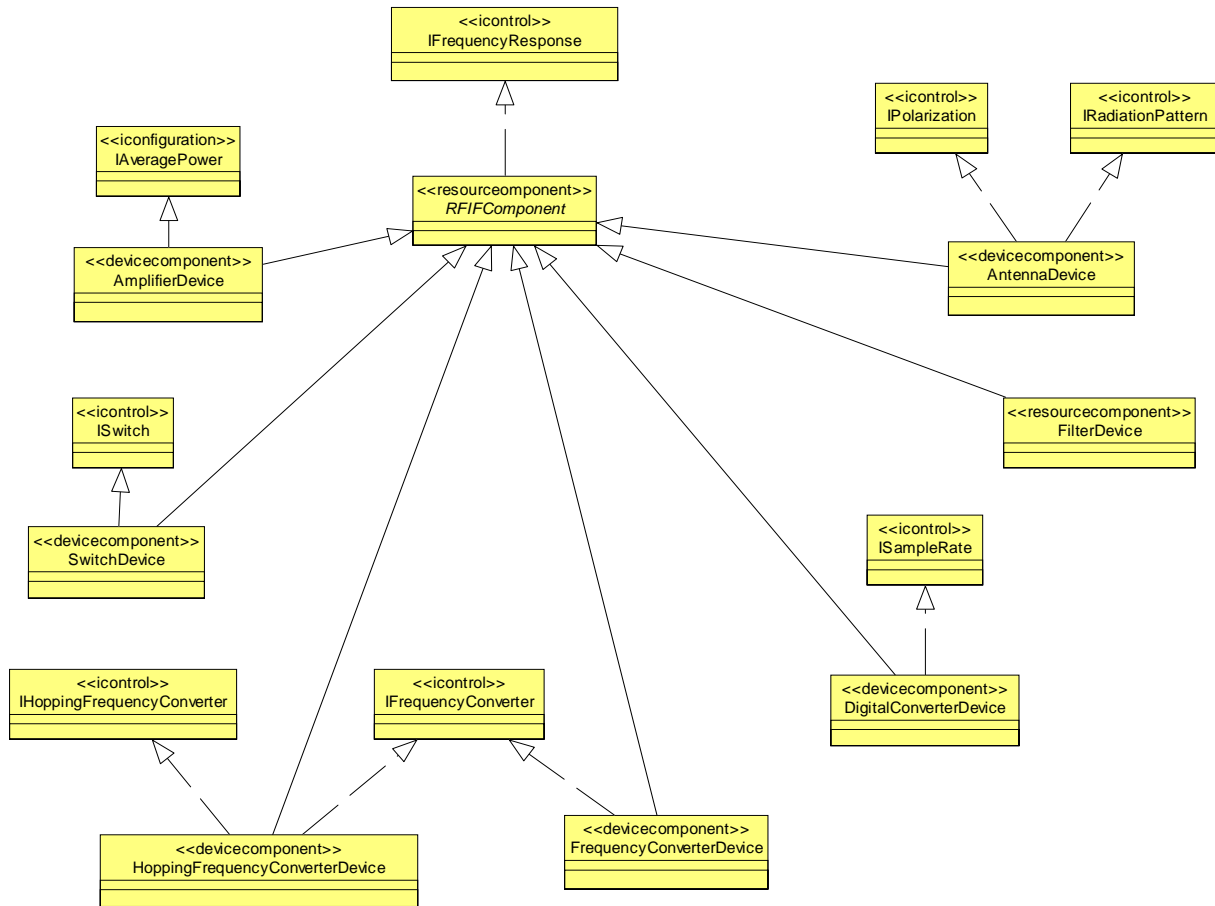 <<icontrol>>
IFrequencyResponse
<<icontrol>>
IPolarization
<<icontrol>>
IRadiationPattern
<<iconfiguration>>
IAveragePower
<<resourceomponent>>
RFIFComponent
<<devicecomponent>>
AmplifierDevice
<<devicecomponent>>
AntennaDevice
<<icontrol>>
ISwitch
<<resourcecomponent>>
FilterDevice
<<devicecomponent>>
SwitchDevice
<<icontrol>>
ISampleRate
<<icontrol>>
IHoppingFrequencyConverter
<<icontrol>>
IFrequencyConverter
<<devicecomponent>>
DigitalConverterDevice
<<devicecomponent>>
HoppingFrequencyConverterDevice
<<devicecomponent>>
FrequencyConverterDevice